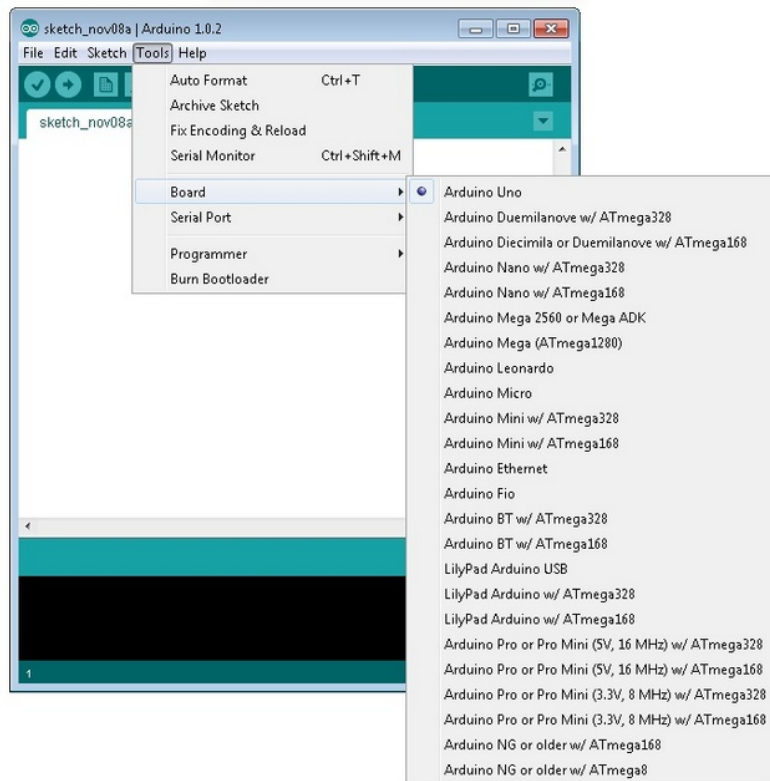 sketch_nov08a | Arduino 1.0.2
File Edit Sketch Tools Help
sketch_nov08a
Auto Format Ctrl+T
Archive Sketch
Fix Encoding & Reload
Serial Monitor Ctrl+Shift+M
Board
Serial Port
Programmer
Burn Bootloader
Arduino Uno
Arduino Duemilanove w/ ATmega328
Arduino Diecimila or Duemilanove w/ ATmega168
Arduino Nano w/ ATmega328
Arduino Nano w/ ATmega168
Arduino Mega 2560 or Mega ADK
Arduino Mega (ATmega1280)
Arduino Leonardo
Arduino Micro
Arduino Mini w/ ATmega328
Arduino Mini w/ ATmega168
Arduino Ethernet
Arduino Fio
Arduino BT w/ ATmega328
Arduino BT w/ ATmega168
LilyPad Arduino USB
LilyPad Arduino w/ ATmega328
LilyPad Arduino w/ ATmega168
Arduino Pro or Pro Mini (5V, 16 MHz) w/ ATmega328
Arduino Pro or Pro Mini (5V, 16 MHz) w/ ATmega168
Arduino Pro or Pro Mini (3.3V, 8 MHz) w/ ATmega328
Arduino Pro or Pro Mini (3.3V, 8 MHz) w/ ATmega168
Arduino NG or older w/ ATmega168
Arduino NG or older w/ ATmega8
1